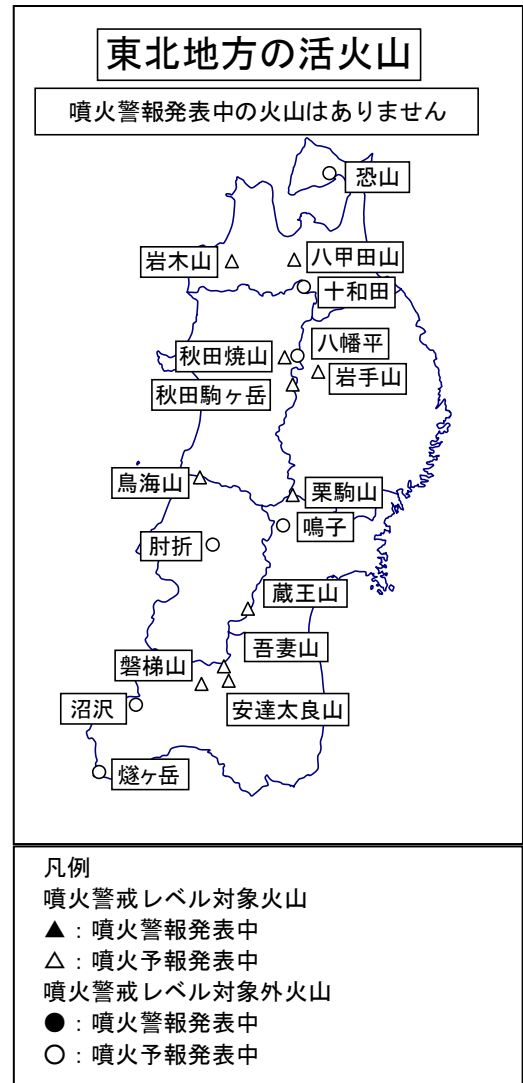 東北地方の活火山
噴火警報発表中の火山はありません
恐山
岩木山
八甲田山
十和田
八幡平
秋田焼山
岩手山
秋田駒ヶ岳
鳥海山
栗駒山
鳴子
肘折
蔵王山
吾妻山
磐梯山
安達太良山
沼沢
燧ヶ岳
凡例
噴火警戒レベル対象火山
▲：噴火警報発表中
△：噴火予報発表中
噴火警戒レベル対象外火山
●：噴火警報発表中
○：噴火予報発表中